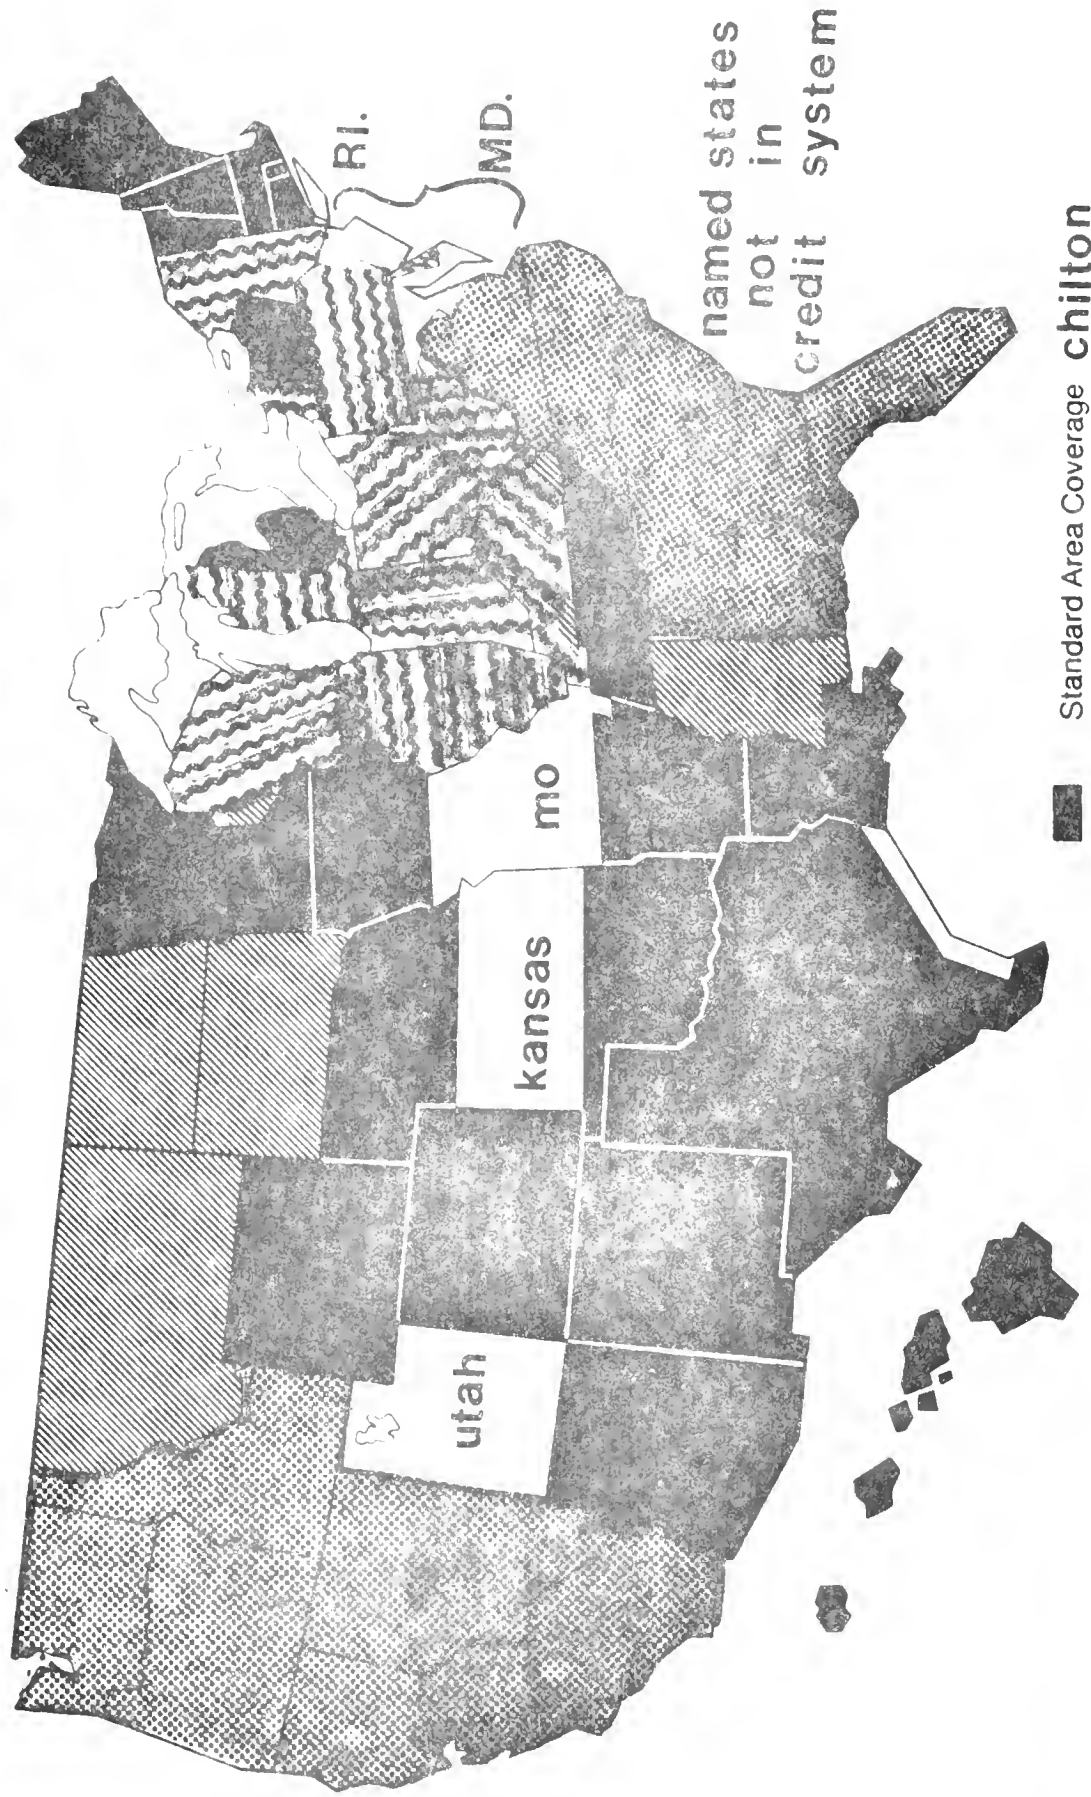 RI.
MD.
named states
not in
credit system
mo
kansas
utah
Standard Area Coverage chilton